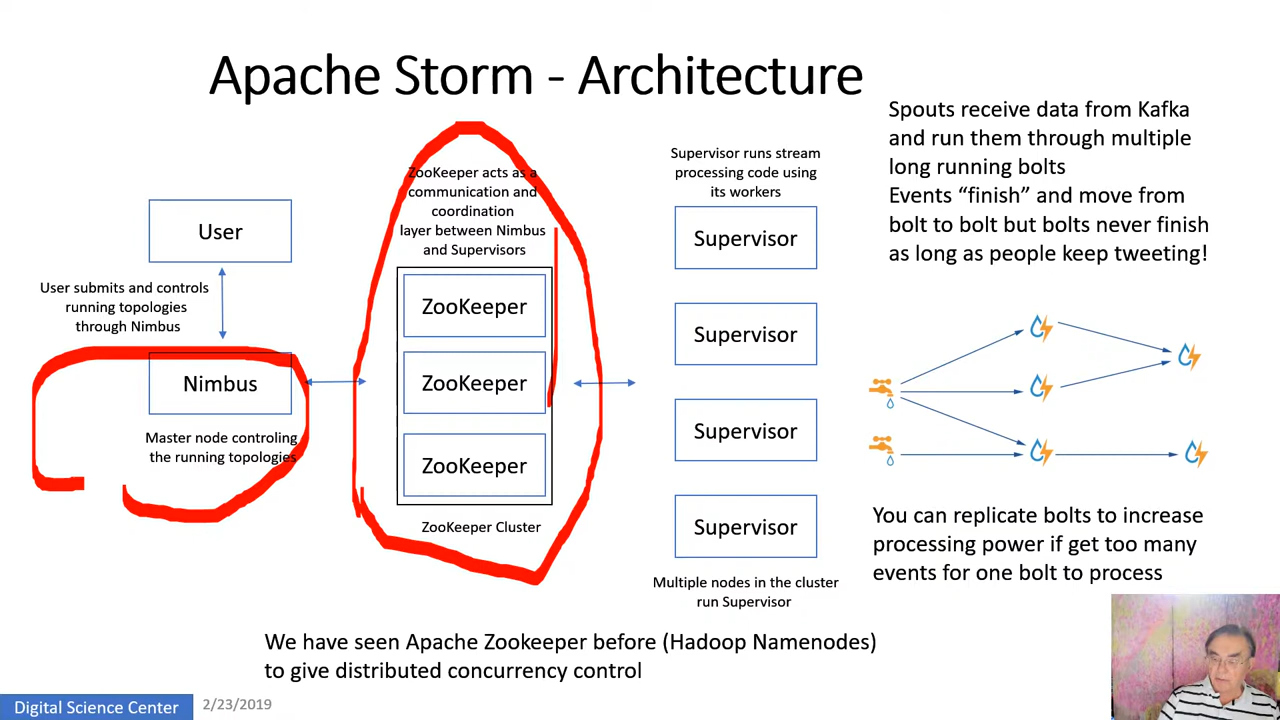 Apache Storm - Architecture
Spouts receive data from Kafka
and run them through multiple
long running bolts
Events “finish” and move from
bolt to bolt but bolts never finish
as long as people keep tweeting!
ZooKeeper acts as a
communication and
coordination
layer between Nimbus
and Supervisors
Supervisor runs stream
processing code using
its workers
User
User submits and controls
running topologies
through Nimbus
Nimbus
Master node controling
the running topologies
ZooKeeper
ZooKeeper
ZooKeeper
ZooKeeper Cluster
Supervisor
Supervisor
Supervisor
Supervisor
Multiple nodes in the cluster
run Supervisor
You can replicate bolts to increase
processing power if get too many
events for one bolt to process
We have seen Apache Zookeeper before (Hadoop Namenodes)
to give distributed concurrency control
Digital Science Center
2/23/2019